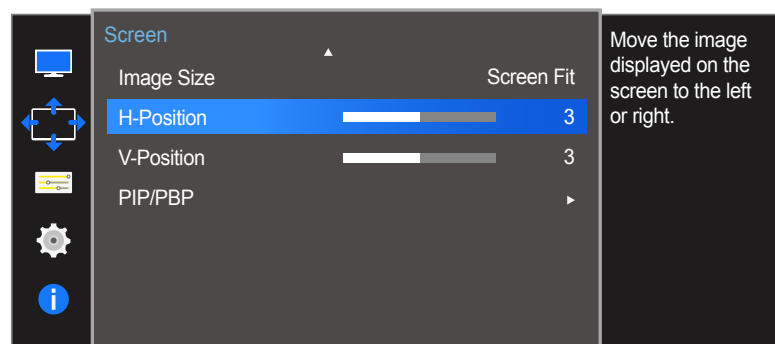 Screen
Image Size Screen Fit
H-Position 3
V-Position 3
PIP/PBP
Move the image
displayed on the
screen to the left
or right.